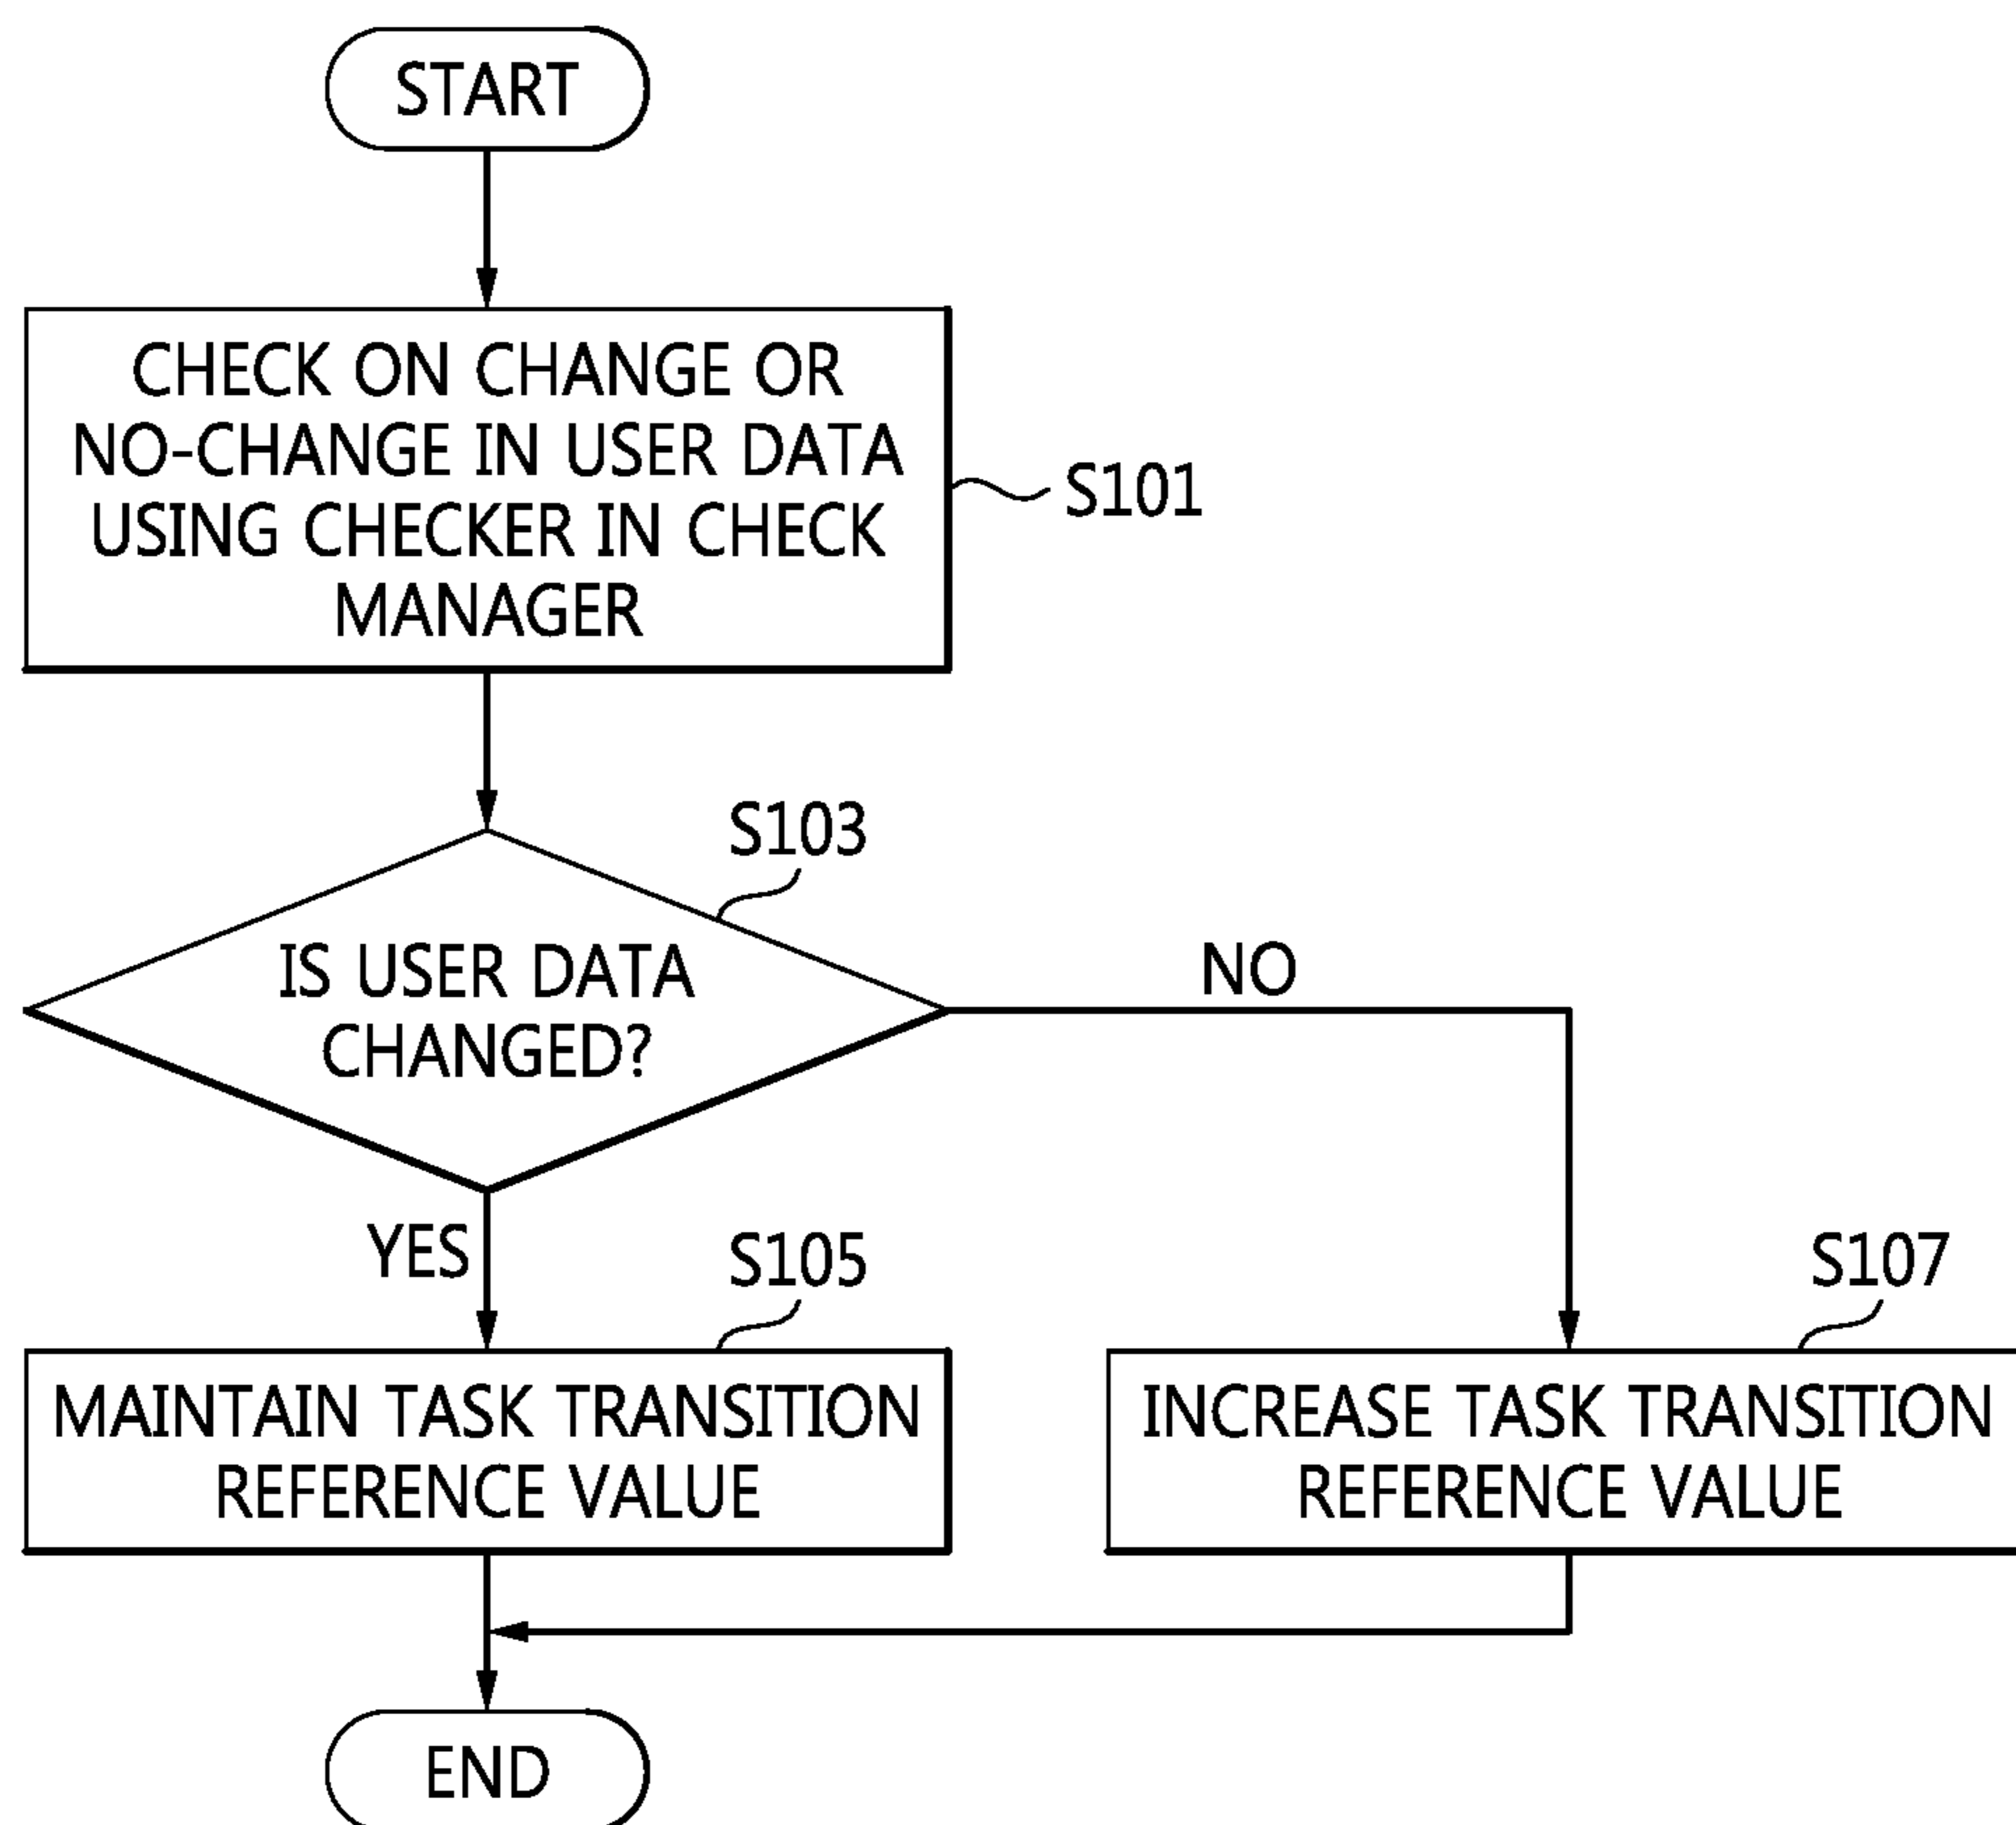 START
CHECK ON CHANGE OR
NO-CHANGE IN USER DATA
USING CHECKER IN CHECK
MANAGER
S101
S103
IS USER DATA
CHANGED?
NO
YES
S105
MAINTAIN TASK TRANSITION
REFERENCE VALUE
S107
INCREASE TASK TRANSITION
REFERENCE VALUE
END